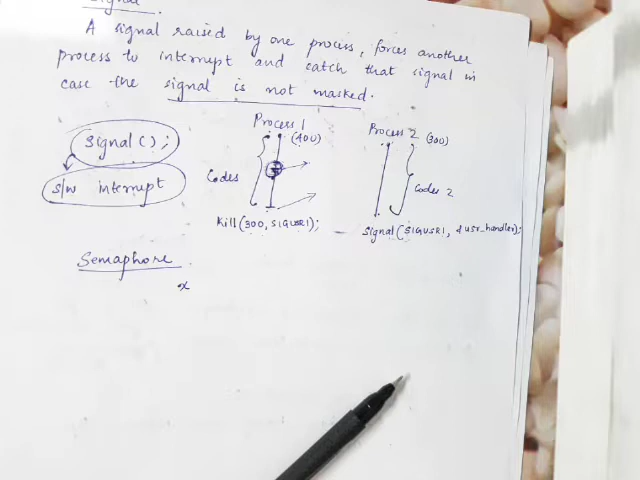 Signal.
A signal raised by one process, forces another
process to interrupt and catch that signal in
case the signal is not masked.
Signal();
S/W interrupt
Process 1
(400)
Codes
Kill(300, SIGUSR1);
Process 2 (300)
Codes 2
Signal(SIGUSR1, &usr_handler);
Semaphore